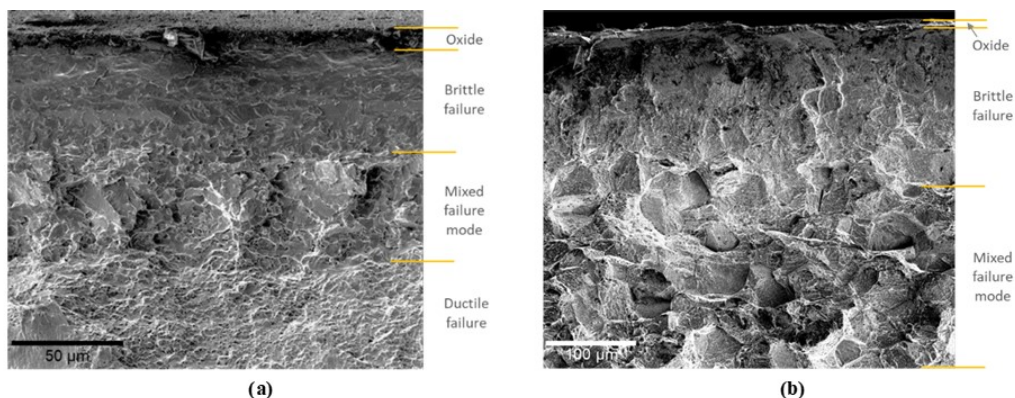 Oxide
Brittle
failure
Mixed
failure
mode
Ductile
failure
50 µm
(a)
Oxide
Brittle
failure
Mixed
failure
mode
100 µm
(b)